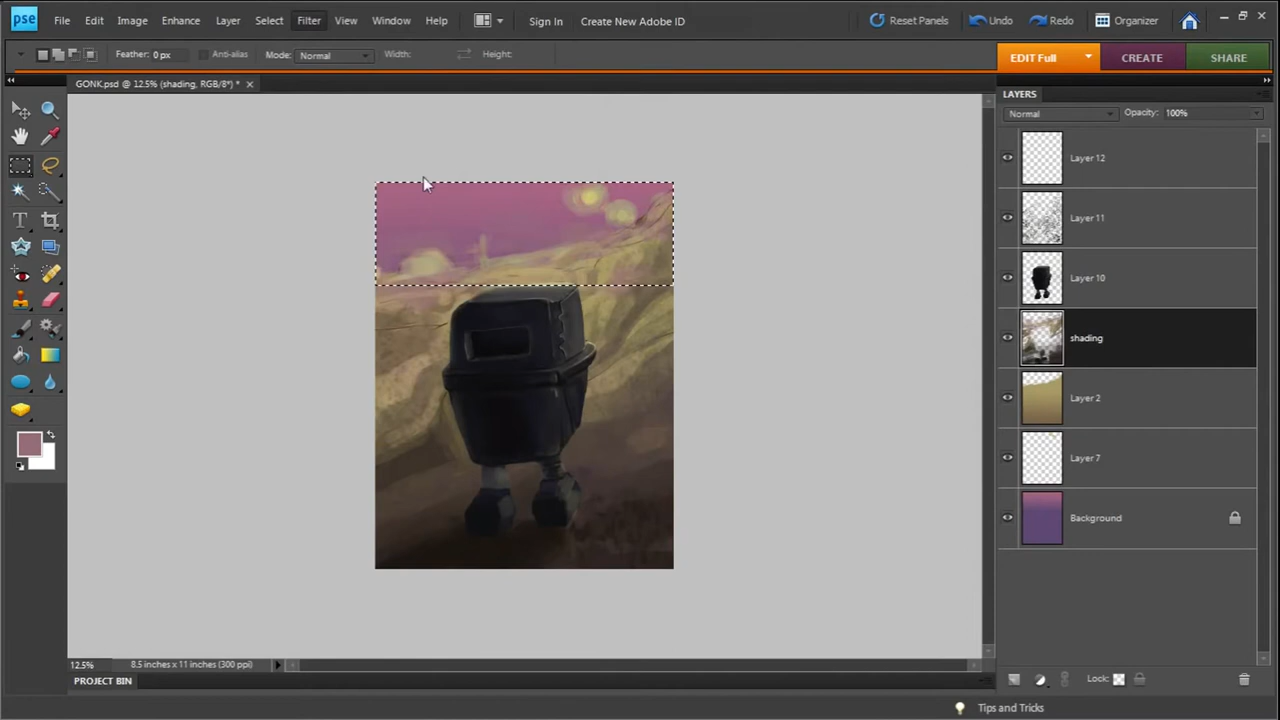 pse File Edit Image Enhance Layer Select Filter View Window Help Sign In Create New Adobe ID Reset Panels Undo Redo Organizer
Feather: 0 px Anti-alias Mode: Normal Width: Height: EDIT Full CREATE SHARE
GONK.psd @ 12.5% (shading, RGB/8*) *
LAYERS
Normal Opacity: 100%
Layer 12
Layer 11
Layer 10
shading
Layer 2
Layer 7
Background
12.5% 8.5 inches x 11 inches (300 ppi)
Lock:
PROJECT BIN
Tips and Tricks